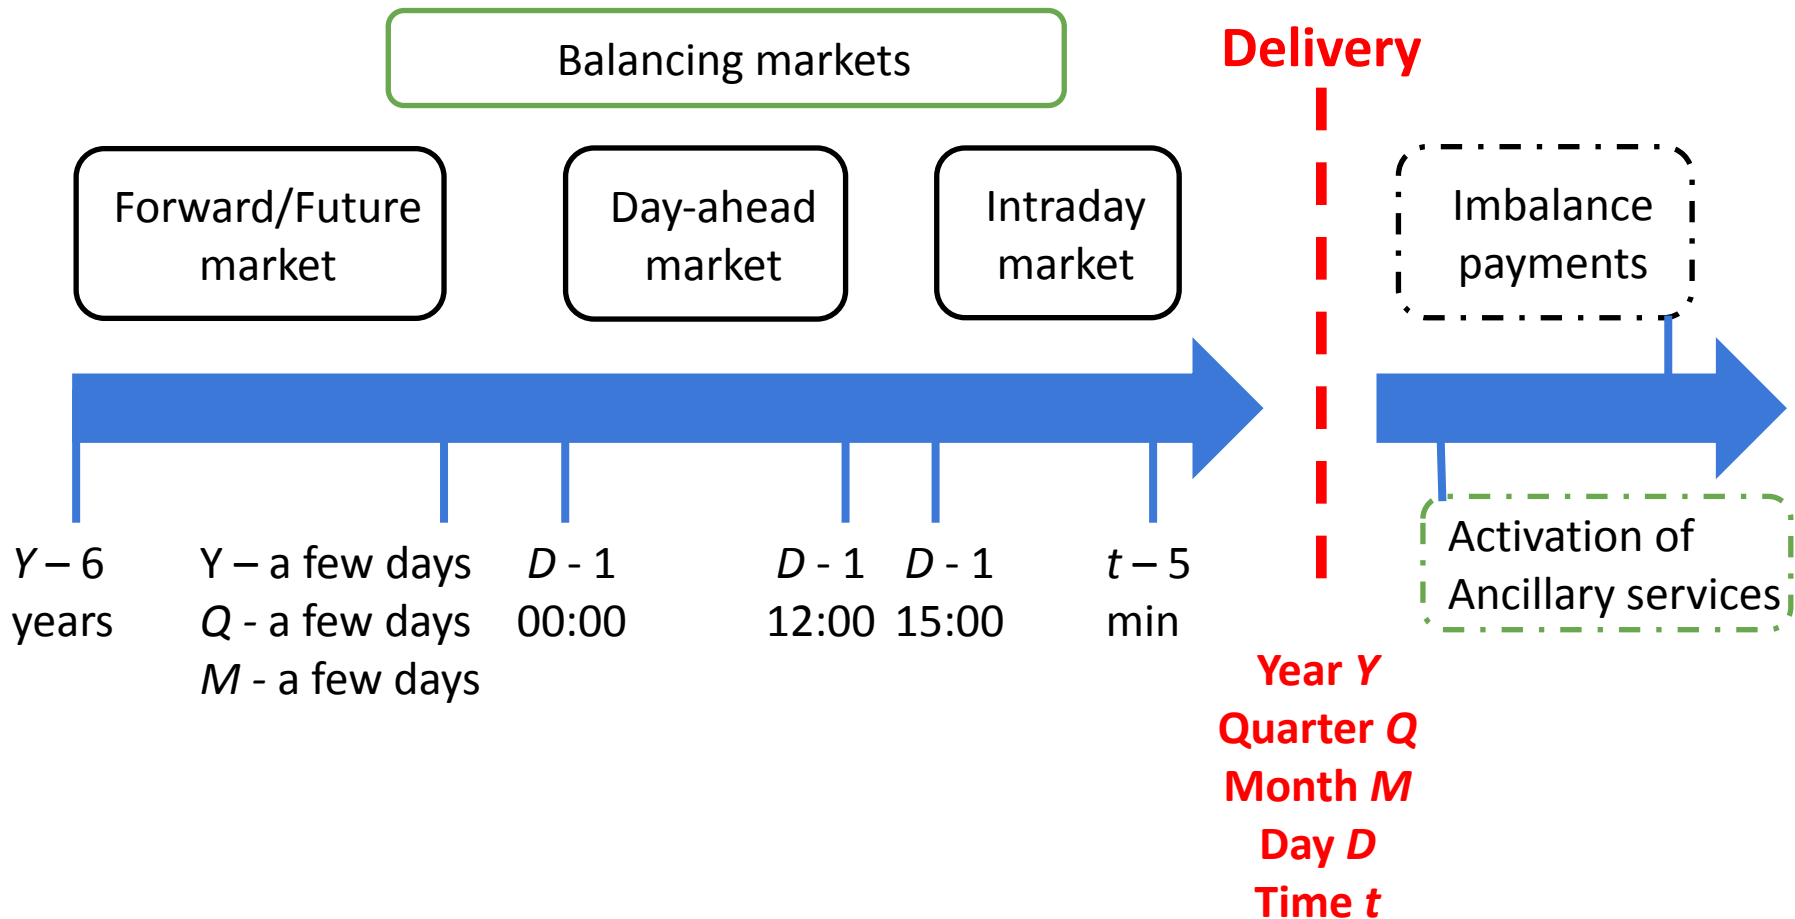 Balancing markets
Delivery
Forward/Future
market
Day-ahead
market
Intraday
market
Imbalance
payments
Y – 6
years
Y – a few days
Q - a few days
M - a few days
D - 1
00:00
D - 1
12:00
D - 1
15:00
t – 5
min
Activation of
Ancillary services
Year Y
Quarter Q
Month M
Day D
Time t